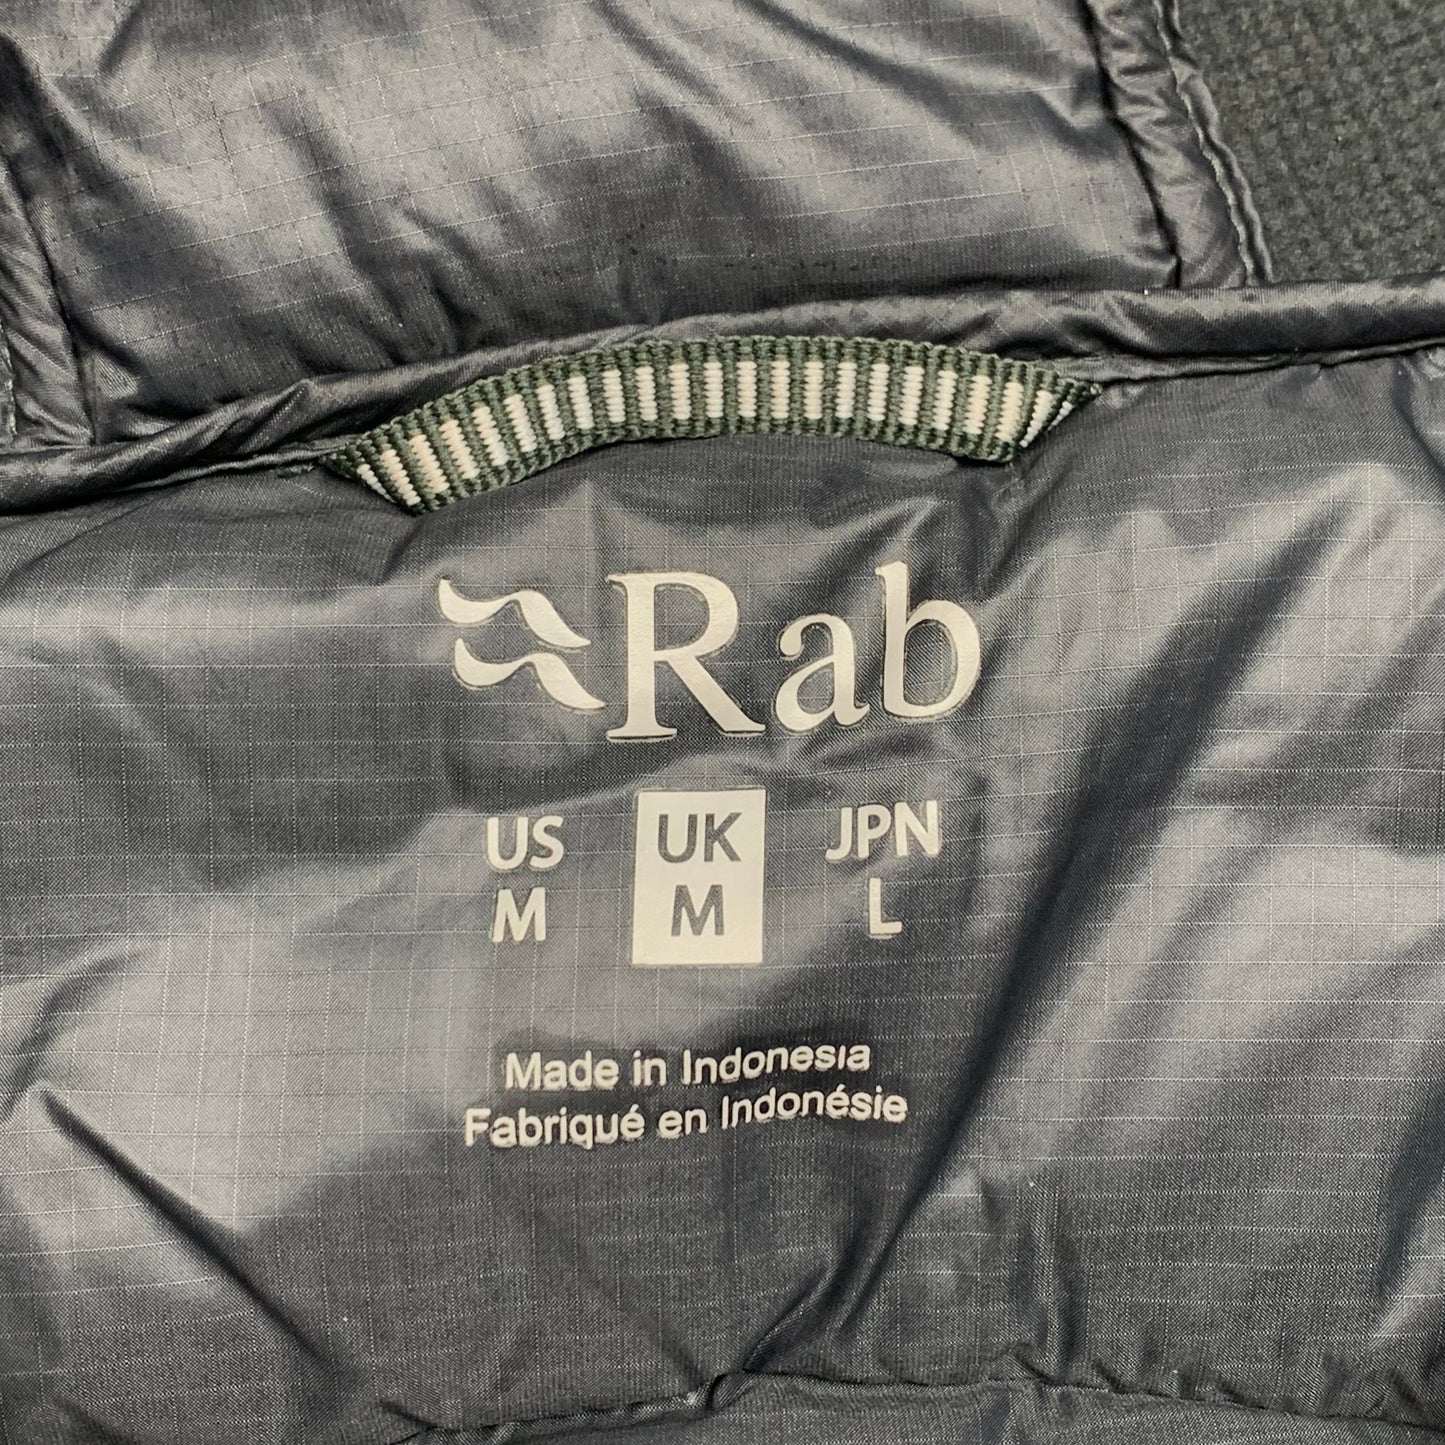 Rab
US UK JPN
M M L
Made in Indonesia
Fabriqué en Indonésie